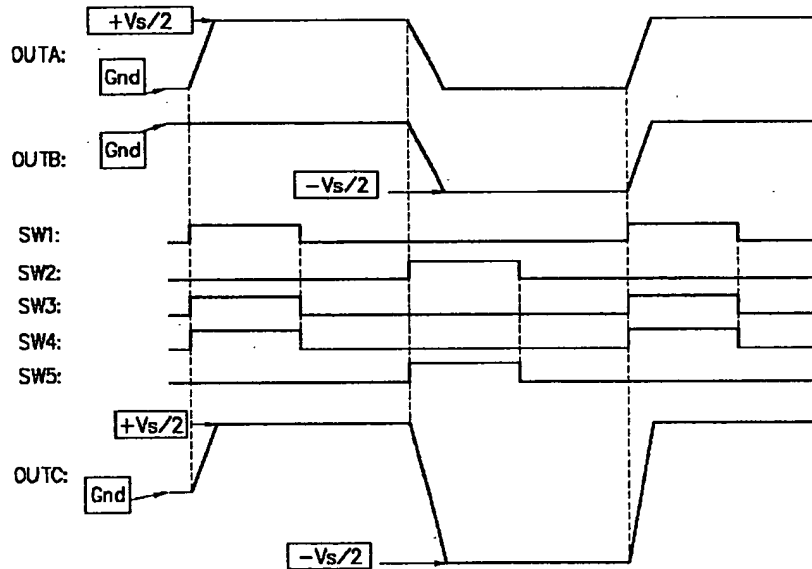 +Vs/2
OUTA:
Gnd
Gnd
OUTB:
-Vs/2
SW1:
SW2:
SW3:
SW4:
SW5:
+Vs/2
OUTC:
Gnd
-Vs/2